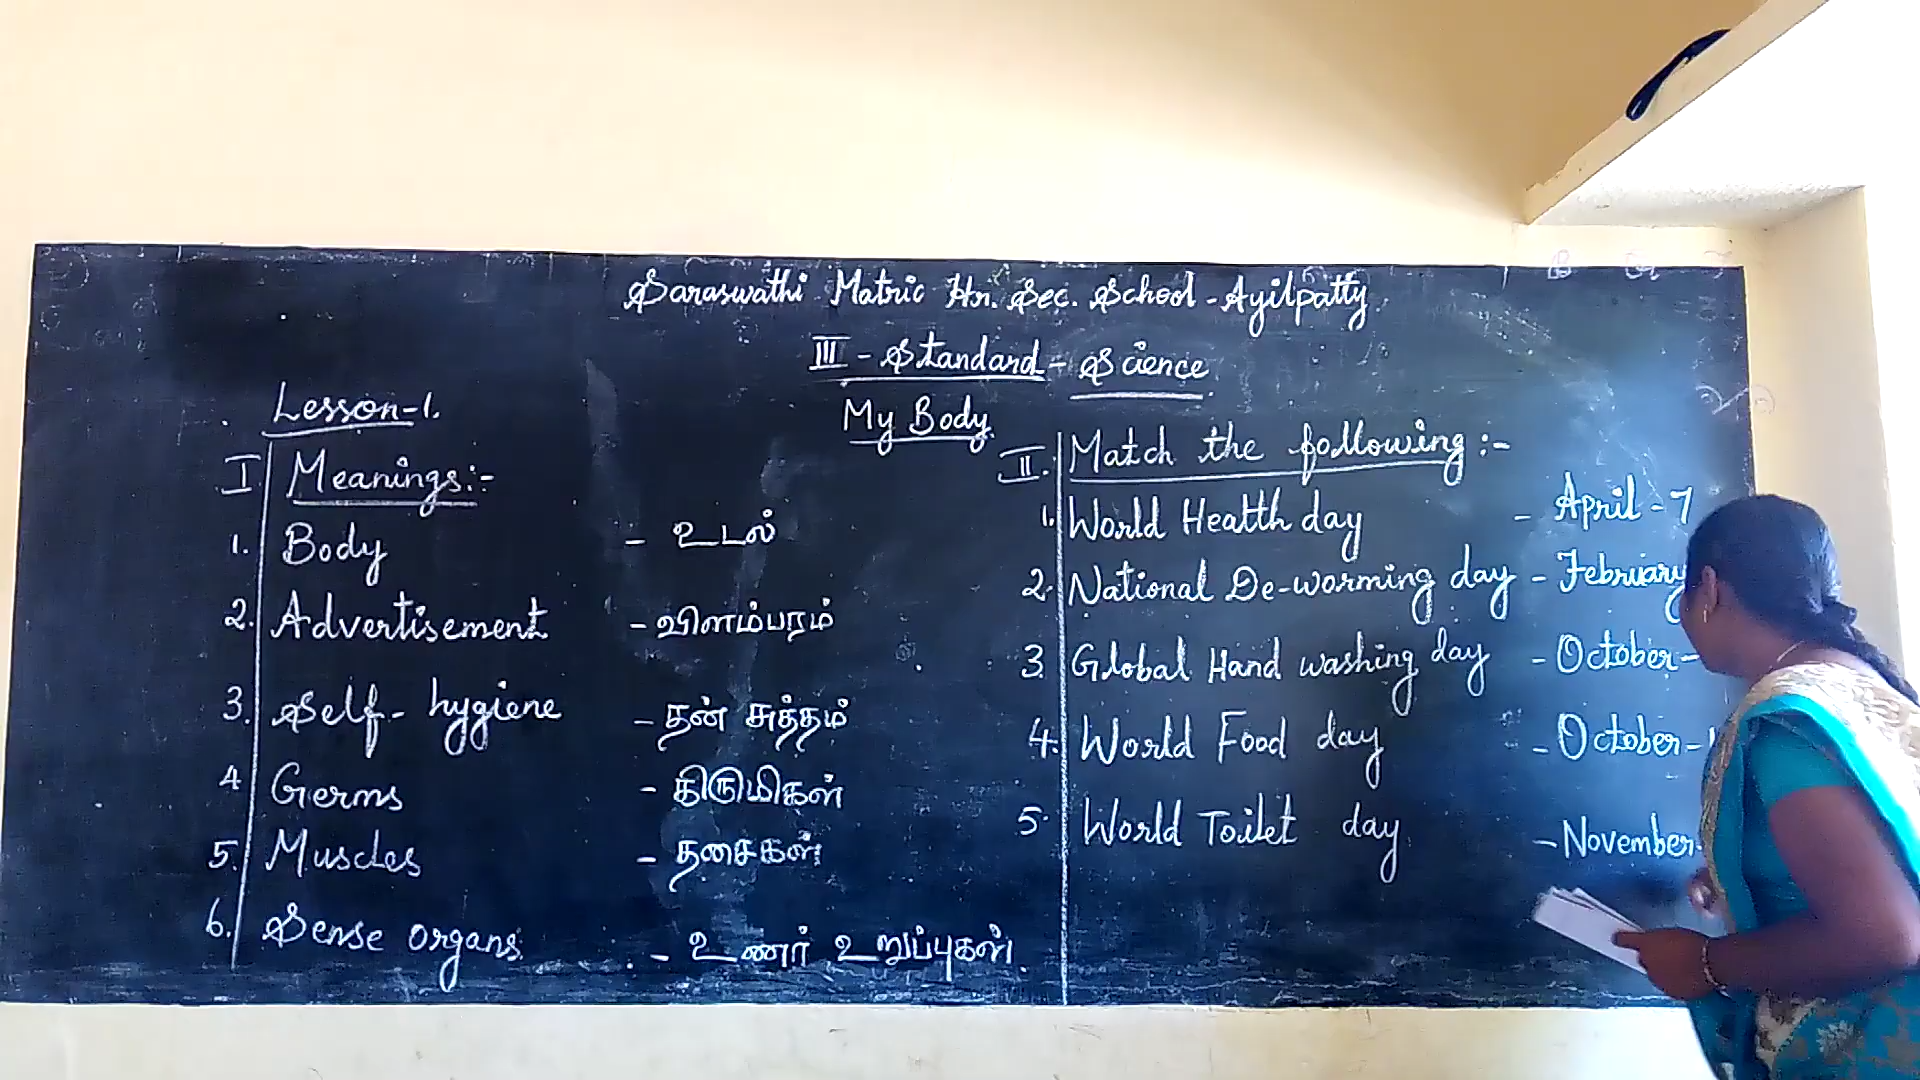 Saraswathi Matric Hr. Sec. School - Ayilpatty.
III - Standard - Science
Lesson-1.
My Body
I Meanings:-
1. Body - உடல்
2. Advertisement - விளம்பரம்
3. Self- hygiene - தன் சுத்தம்
4 Germs - கிருமிகள்
5. Muscles - தசைகள்
6. Sense organs - உணர் உறுப்புகள்.
II. Match the following :-
1. World Health day - April - 7
2. National De-worming day - February
3. Global Hand washing day - October -
4. World Food day - October - 1
5. World Toilet day - November-